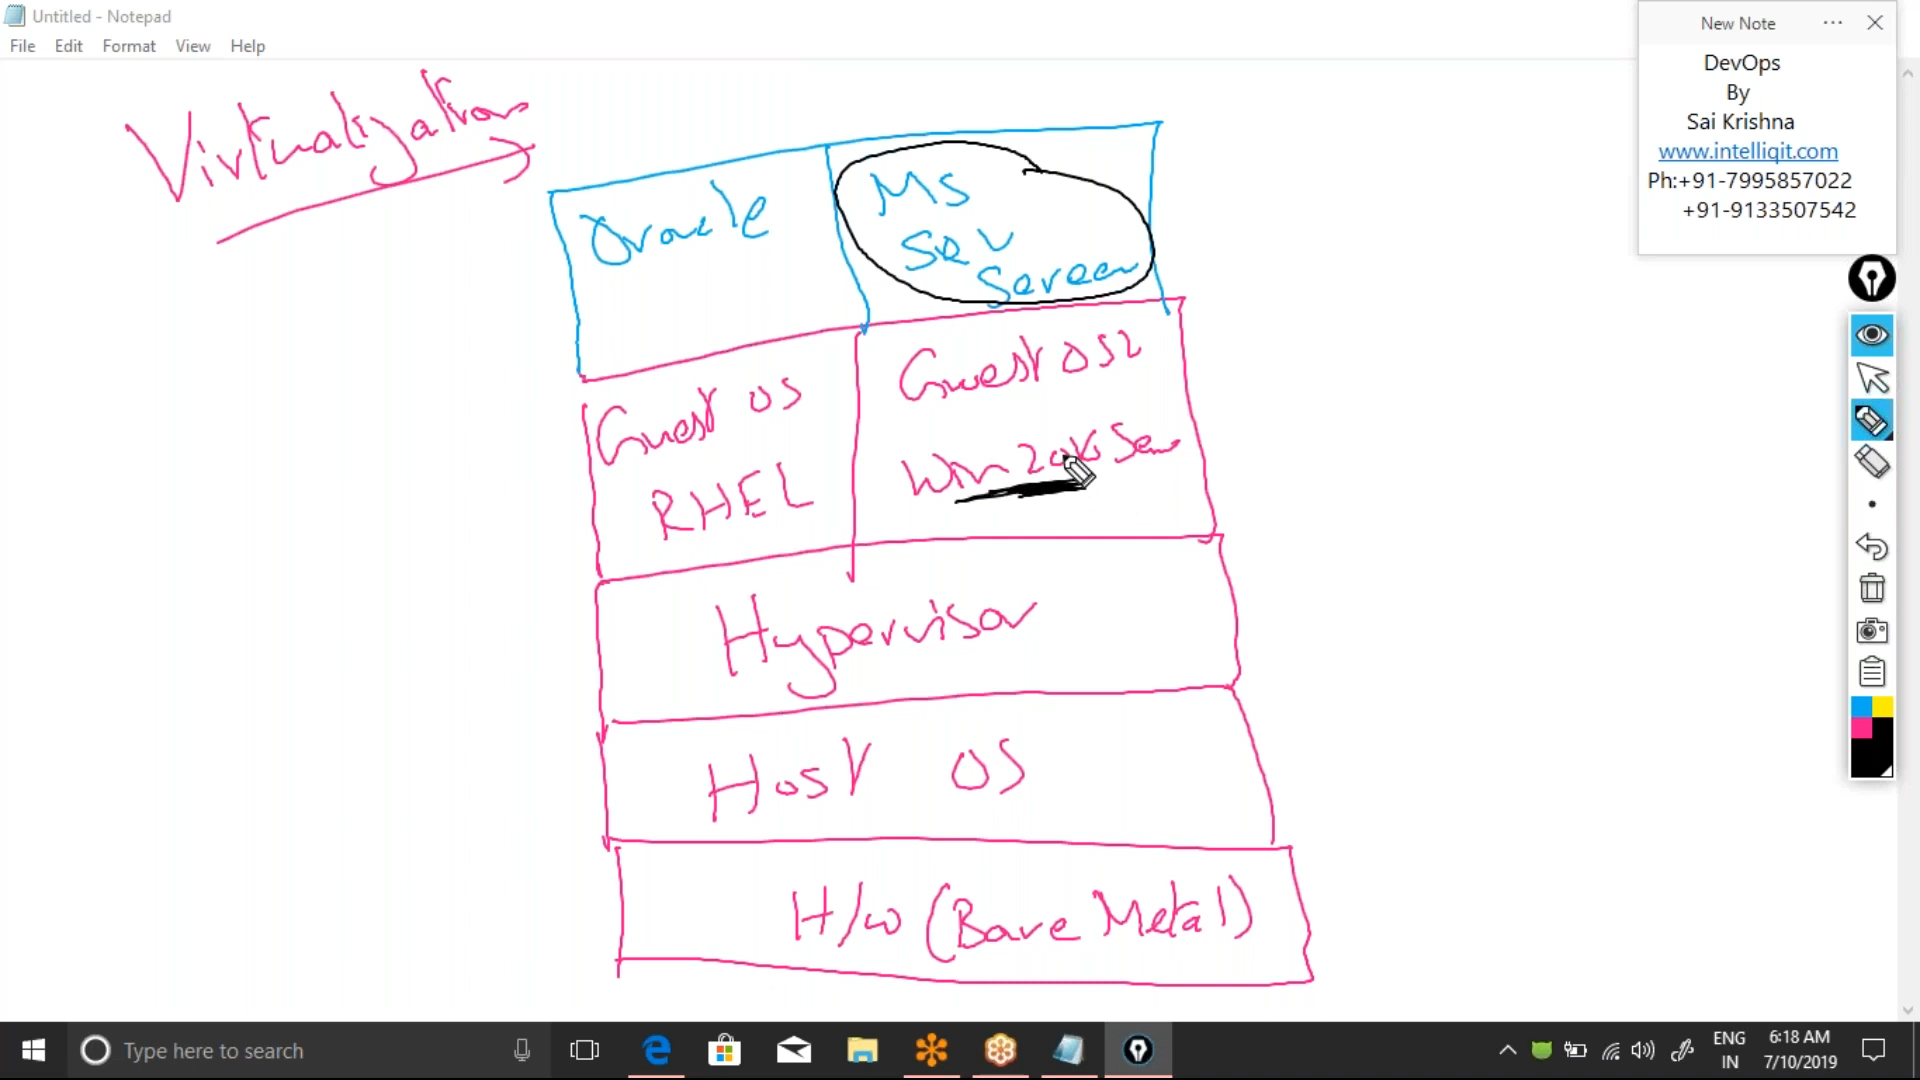 Untitled - Notepad
File Edit Format View Help
Virtualization
Oracle
MS
SQL
Server
Guest OS
RHEL
Guest OS2
Win 2016 Ser
Hypervisor
Host OS
H/w (Bare Metal)
New Note
DevOps
By
Sai Krishna
www.intelliqit.com
Ph:+91-7995857022
+91-9133507542
Type here to search
ENG
IN
6:18 AM
7/10/2019